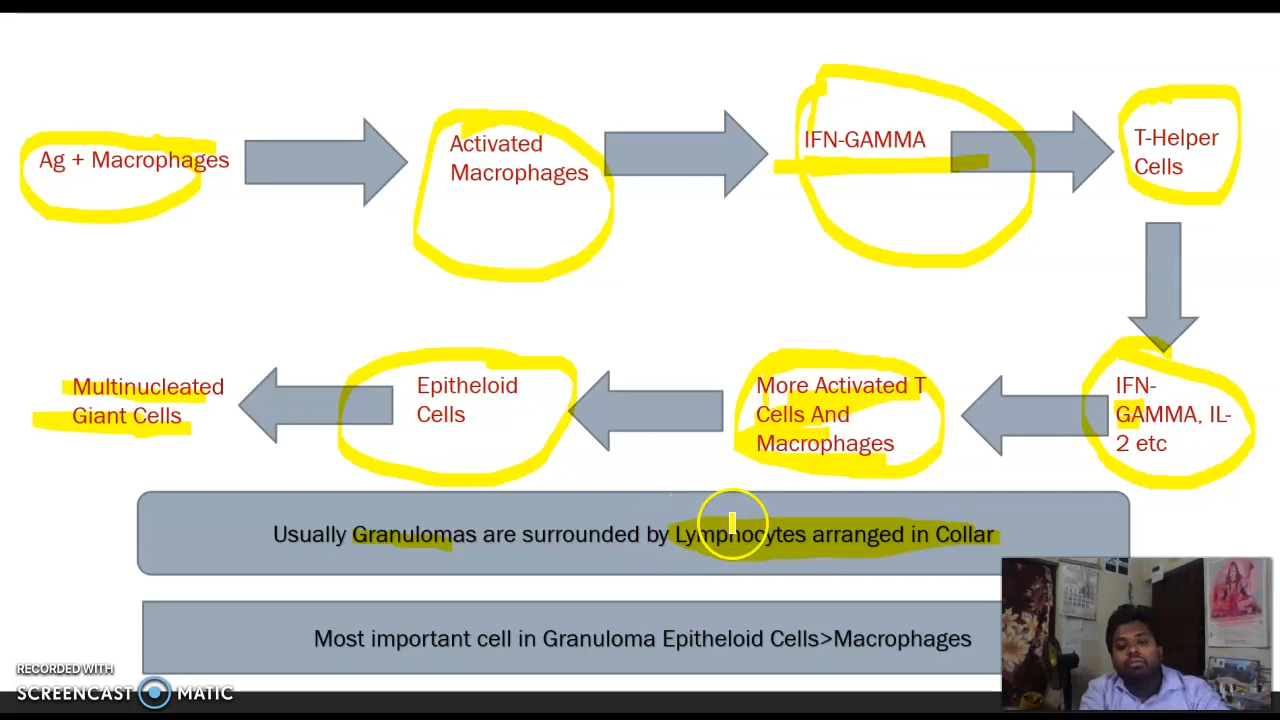 Ag + Macrophages
Activated
Macrophages
IFN-GAMMA
T-Helper
Cells
Multinucleated
Giant Cells
Epitheloid
Cells
More Activated T
Cells And
Macrophages
IFN-
GAMMA, IL-
2 etc
Usually Granulomas are surrounded by Lymphocytes arranged in Collar
Most important cell in Granuloma Epitheloid Cells>Macrophages
RECORDED WITH
SCREENCAST MATIC